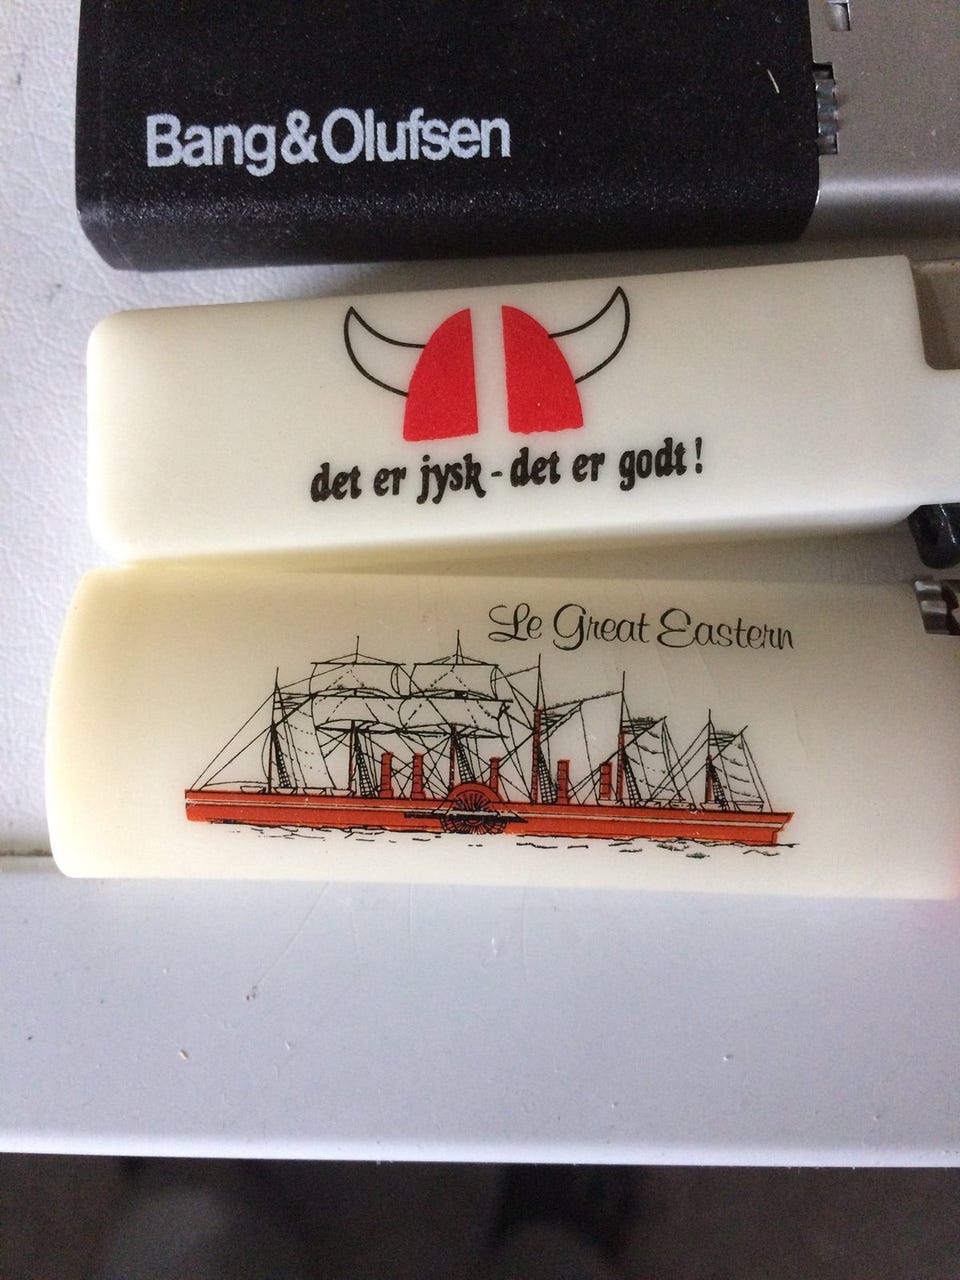 Bang&Olufsen
det er jysk - det er godt!
Le Great Eastern